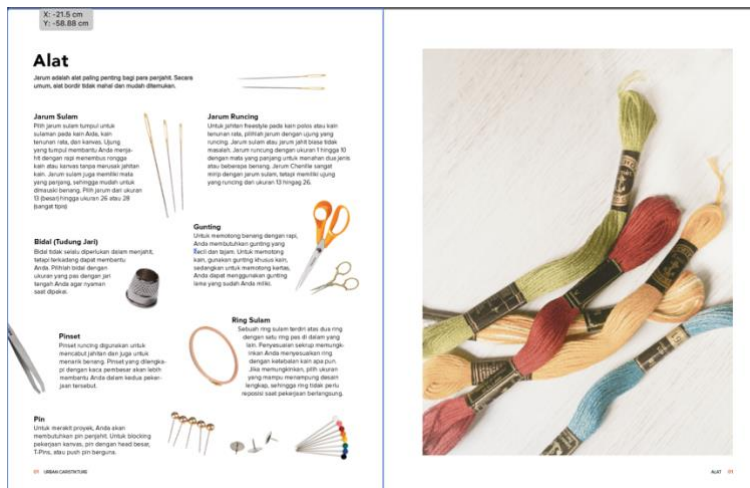 X: -21.5 cm
Y: -58.88 cm
Alat
Jarum adalah alat paling penting bagi para penjahit. Secara
umum, alat bordir tidak mahal dan mudah ditemukan.
Jarum Sulam
Pilih jarum sulam tumpul untuk
sulaman pada kain Aida, kain
tenunan rata, dan kanvas. Ujung
yang tumpul membantu Anda menja-
hit dengan rapi menembus rongga
kain atau kanvas tanpa merusak jahitan
kain. Jarum sulam juga memiliki mata
yang panjang, sehingga mudah untuk
dimasuki benang. Pilih jarum dari ukuran
13 (besar) hingga ukuran 26 atau 28
(sangat tipis)
Jarum Runcing
Untuk jahitan freestyle pada kain polos atau kain
tenunan rata, pilihlah jarum dengan ujung yang
runcing. Jarum sulam atau jarum jahit biasa tidak
masalah. Jarum runcung dengan ukuran 1 hingga 10
dengan mata yang panjang untuk menahan dua jenis
atau beberapa benang. Jarum Chenille sangat
mirip dengan jarum sulam, tetapi memiliki ujung
yang runcing dari ukuran 13 hingag 26.
Gunting
Untuk memotong benang dengan rapi,
Anda membutuhkan gunting yang
kecil dan tajam. Untuk memotong
kain, gunakan gunting khusus kain,
sedangkan untuk memotong kertas,
Anda dapat menggunakan gunting
lama yang sudah Anda miliki.
Bidal (Tudung Jari)
Bidal tidak selalu diperlukan dalam menjahit,
tetapi terkadang dapat membantu
Anda. Pilihlah bidal dengan
ukuran yang pas dengan jari
tengah Anda agar nyaman
saat dipakai.
Ring Sulam
Sebuah ring sulam terdiri atas dua ring
dengan satu ring pas di dalam yang
lain. Penyesuaian sekrup memungk-
inkan Anda menyesuaikan ring
dengan ketebalan kain apa pun.
Jika memungkinkan, pilih ukuran
yang mampu menampung desain
lengkap, sehingga ring tidak perlu
reposisi saat pekerjaan berlangsung.
Pinset
Pinset runcing digunakan untuk
mencabut jahitan dan juga untuk
menarik benang. Pinset yang dilengka-
pi dengan kaca pembesar akan lebih
membantu Anda dalam kedua peker-
jaan tersebut.
Pin
Untuk merakit proyek, Anda akan
membutuhkan pin penjahit. Untuk blocking
pekerjaan kanvas, pin dengan head besar,
T-Pins, atau push pin berguna.
01 URBAN
ALAT 01